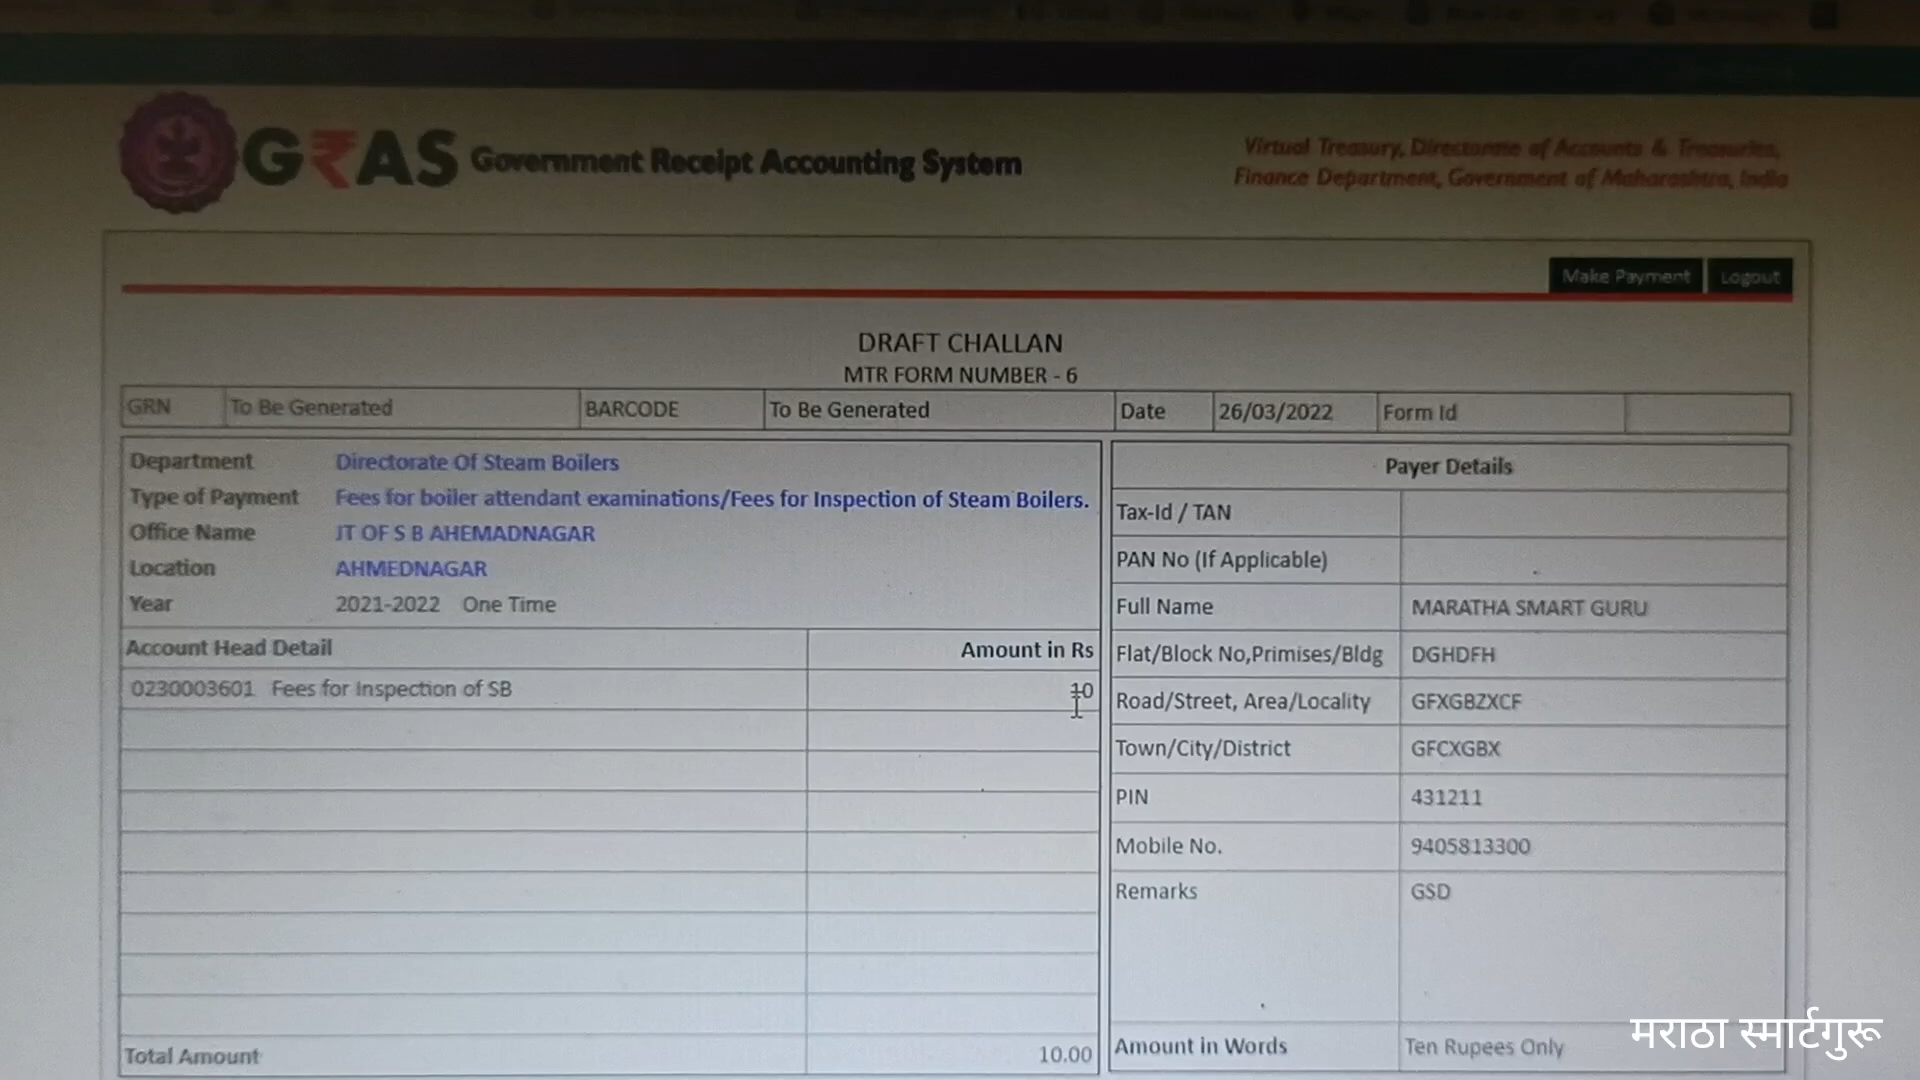 GRAS Government Receipt Accounting System
Virtual Treasury, Directorate of Accounts & Treasuries,
Finance Department, Government of Maharashtra, India
Make Payment Logout
DRAFT CHALLAN
MTR FORM NUMBER - 6
GRN To Be Generated BARCODE To Be Generated Date 26/03/2022 Form Id
Department Directorate Of Steam Boilers
Type of Payment Fees for boiler attendant examinations/Fees for Inspection of Steam Boilers.
Office Name JT OF S B AHEMADNAGAR
Location AHMEDNAGAR
Year 2021-2022 One Time
Account Head Detail Amount in Rs
0230003601 Fees for Inspection of SB 10
Total Amount 10.00
Payer Details
Tax-Id / TAN
PAN No (If Applicable)
Full Name MARATHA SMART GURU
Flat/Block No,Primises/Bldg DGHDFH
Road/Street, Area/Locality GFXGBZXCF
Town/City/District GFCXGBX
PIN 431211
Mobile No. 9405813300
Remarks GSD
Amount in Words Ten Rupees Only
मराठा स्मार्टगुरू